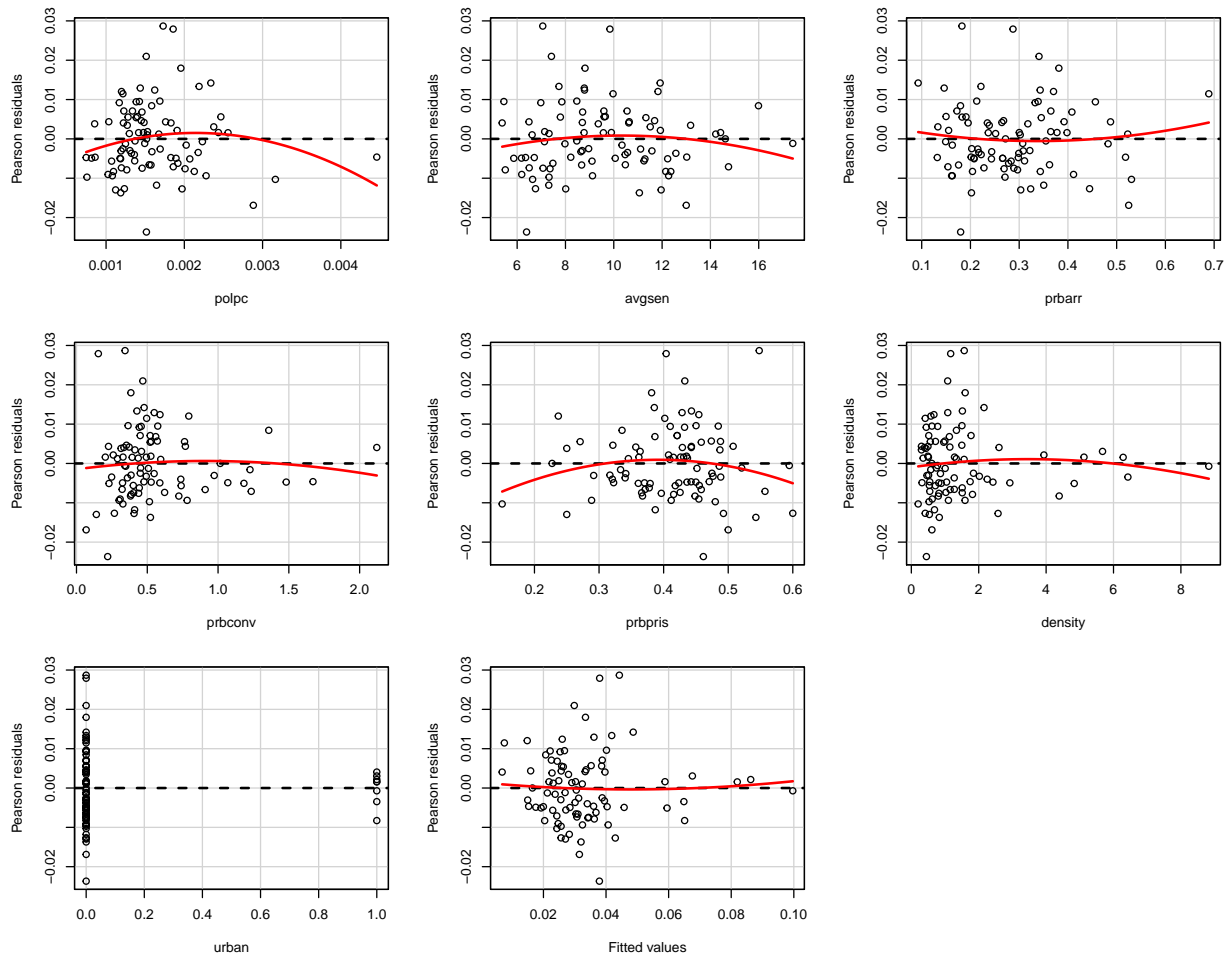 Pearson residuals
−0.02 0.00 0.01 0.02 0.03
0.001 0.002 0.003 0.004
polpc
Pearson residuals
−0.02 0.00 0.01 0.02 0.03
6 8 10 12 14 16
avgsen
Pearson residuals
−0.02 0.00 0.01 0.02 0.03
0.1 0.2 0.3 0.4 0.5 0.6 0.7
prbarr
Pearson residuals
−0.02 0.00 0.01 0.02 0.03
0.0 0.5 1.0 1.5 2.0
prbconv
Pearson residuals
−0.02 0.00 0.01 0.02 0.03
0.2 0.3 0.4 0.5 0.6
prbpris
Pearson residuals
−0.02 0.00 0.01 0.02 0.03
0 2 4 6 8
density
Pearson residuals
−0.02 0.00 0.01 0.02 0.03
0.0 0.2 0.4 0.6 0.8 1.0
urban
Pearson residuals
−0.02 0.00 0.01 0.02 0.03
0.02 0.04 0.06 0.08 0.10
Fitted values